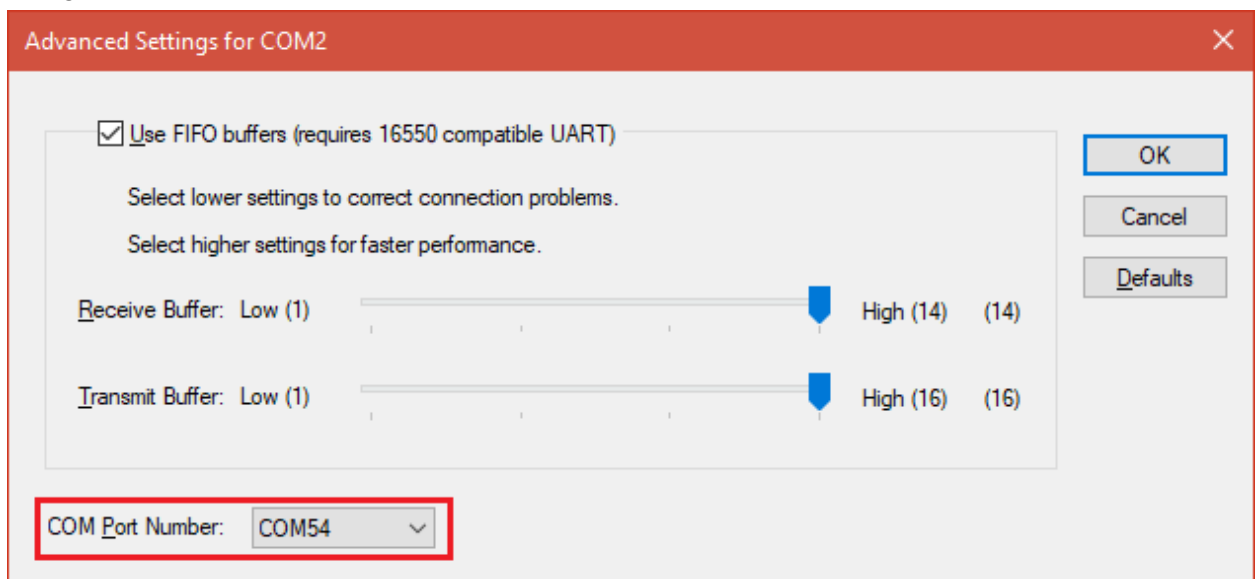 Advanced Settings for COM2
Use FIFO buffers (requires 16550 compatible UART)
OK
Select lower settings to correct connection problems.
Cancel
Select higher settings for faster performance.
Defaults
Receive Buffer: Low (1) High (14) (14)
Transmit Buffer: Low (1) High (16) (16)
COM Port Number: COM54